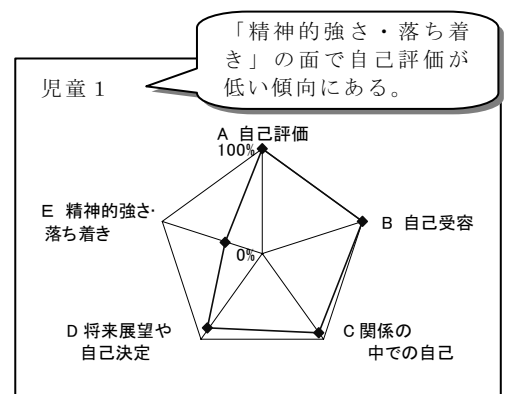 「精神的強さ・落ち着
き」の面で自己評価が
低い傾向にある。
児童1
A 自己評価
100%
E 精神的強さ・
落ち着き
B 自己受容
0%
D 将来展望や
自己決定
C 関係の
中での自己